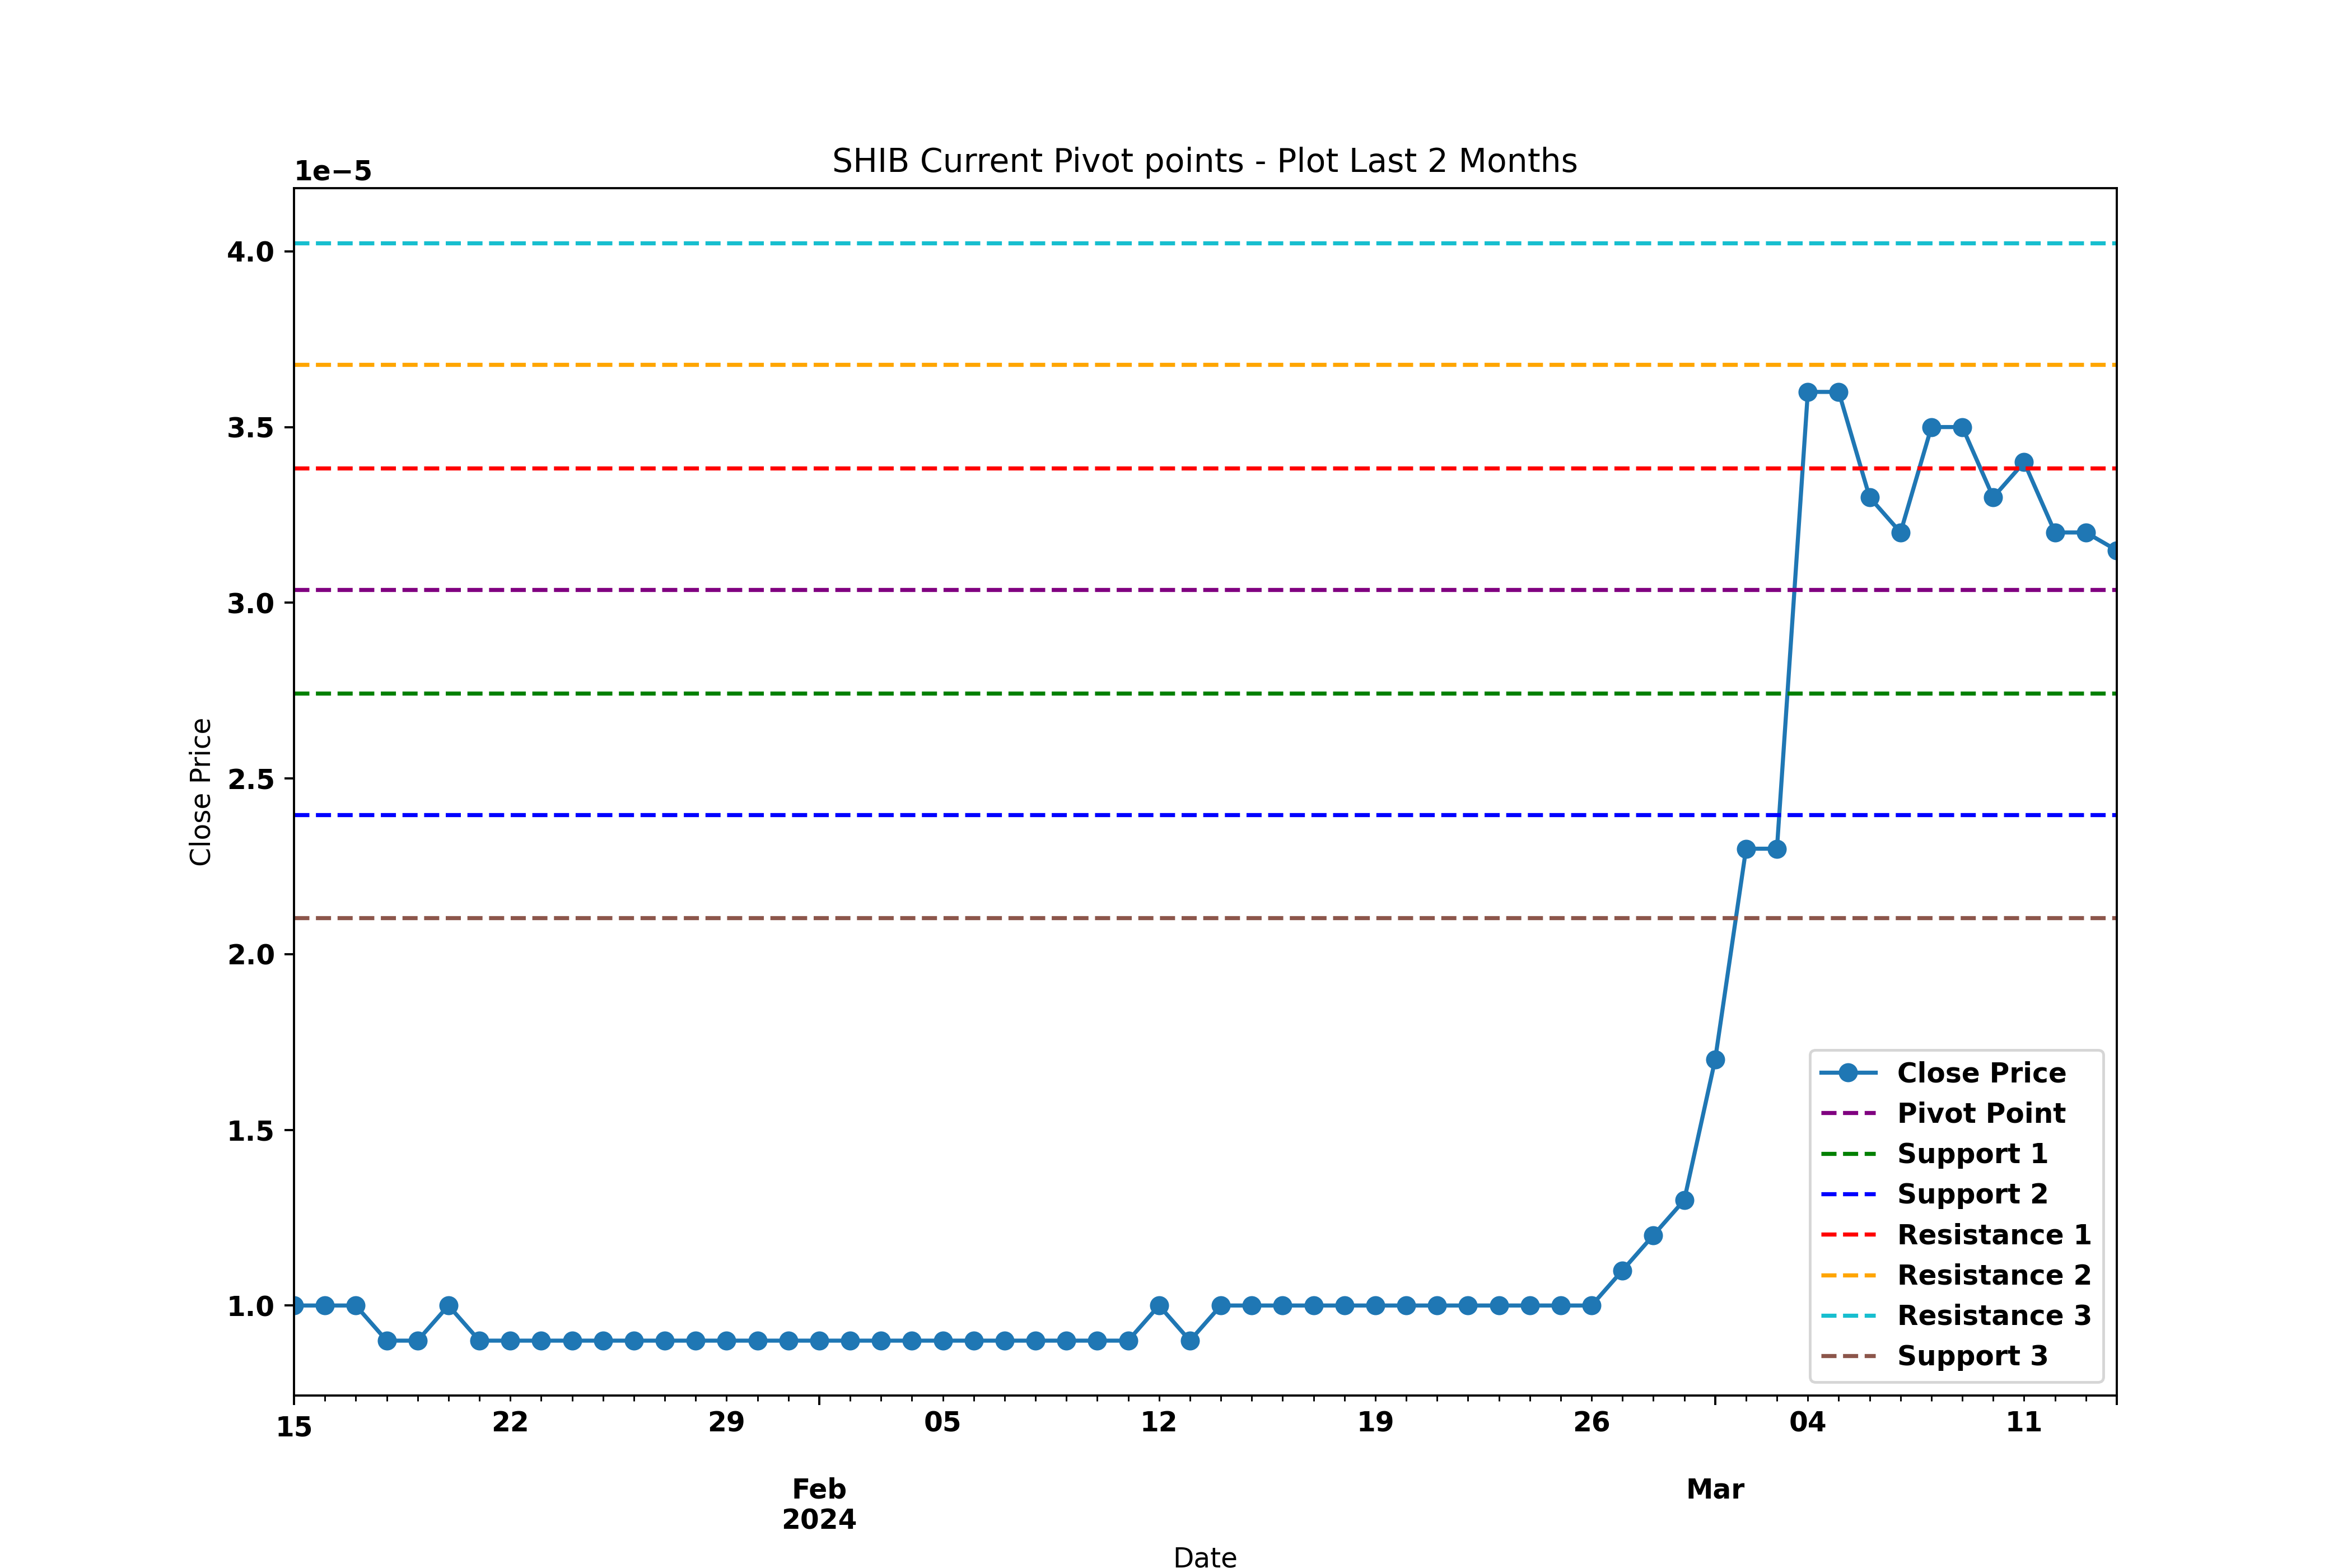 SHIB Current Pivot points - Plot Last 2 Months
1e−5
4.0
3.5
3.0
2.5
2.0
1.5
1.0
Close Price
Close Price
Pivot Point
Support 1
Support 2
Resistance 1
Resistance 2
Resistance 3
Support 3
15 22 29 05 12 19 26 04 11
Feb Mar
2024
Date